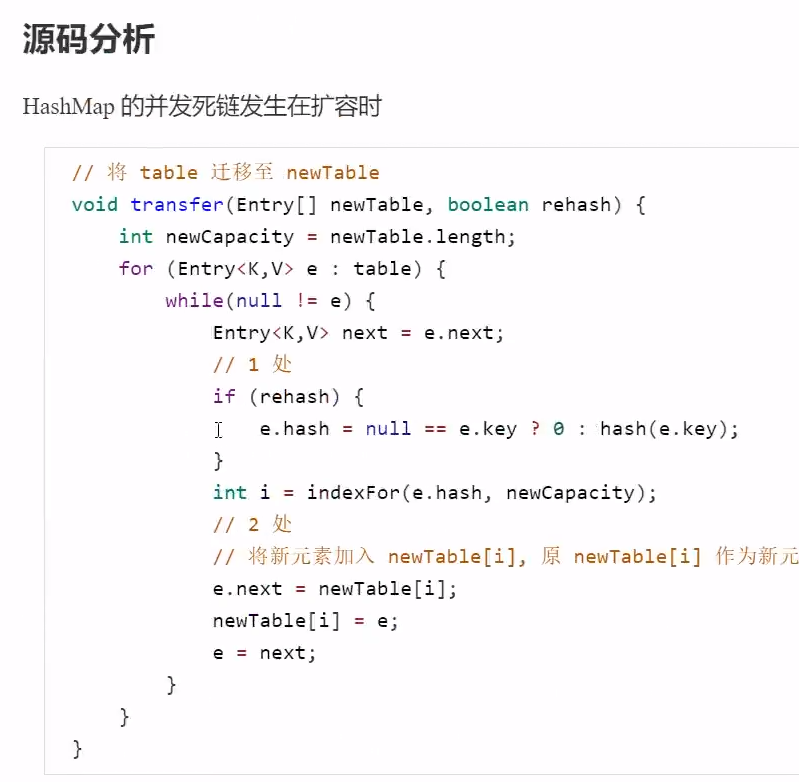 源码分析
HashMap 的并发死链发生在扩容时
// 将 table 迁移至 newTable
void transfer(Entry[] newTable, boolean rehash) {
    int newCapacity = newTable.length;
    for (Entry<K,V> e : table) {
        while(null != e) {
            Entry<K,V> next = e.next;
            // 1 处
            if (rehash) {
                e.hash = null == e.key ? 0 : hash(e.key);
            }
            int i = indexFor(e.hash, newCapacity);
            // 2 处
            // 将新元素加入 newTable[i], 原 newTable[i] 作为新元
            e.next = newTable[i];
            newTable[i] = e;
            e = next;
        }
    }
}